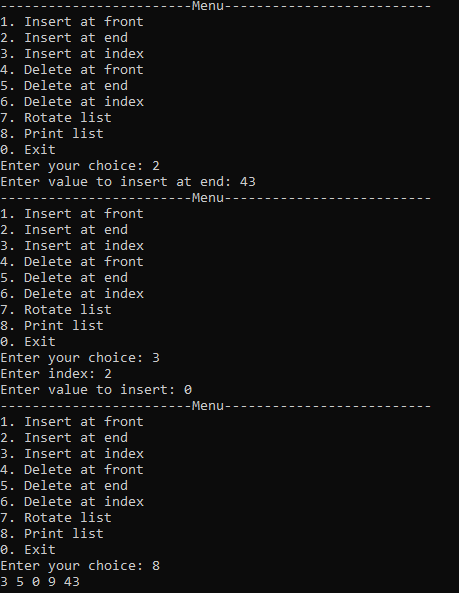 ------------------------Menu--------------------------
1. Insert at front
2. Insert at end
3. Insert at index
4. Delete at front
5. Delete at end
6. Delete at index
7. Rotate list
8. Print list
0. Exit
Enter your choice: 2
Enter value to insert at end: 43
------------------------Menu--------------------------
1. Insert at front
2. Insert at end
3. Insert at index
4. Delete at front
5. Delete at end
6. Delete at index
7. Rotate list
8. Print list
0. Exit
Enter your choice: 3
Enter index: 2
Enter value to insert: 0
------------------------Menu--------------------------
1. Insert at front
2. Insert at end
3. Insert at index
4. Delete at front
5. Delete at end
6. Delete at index
7. Rotate list
8. Print list
0. Exit
Enter your choice: 8
3 5 0 9 43